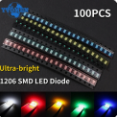 100PCS
Ultra-bright
1206 SMD LED Diode